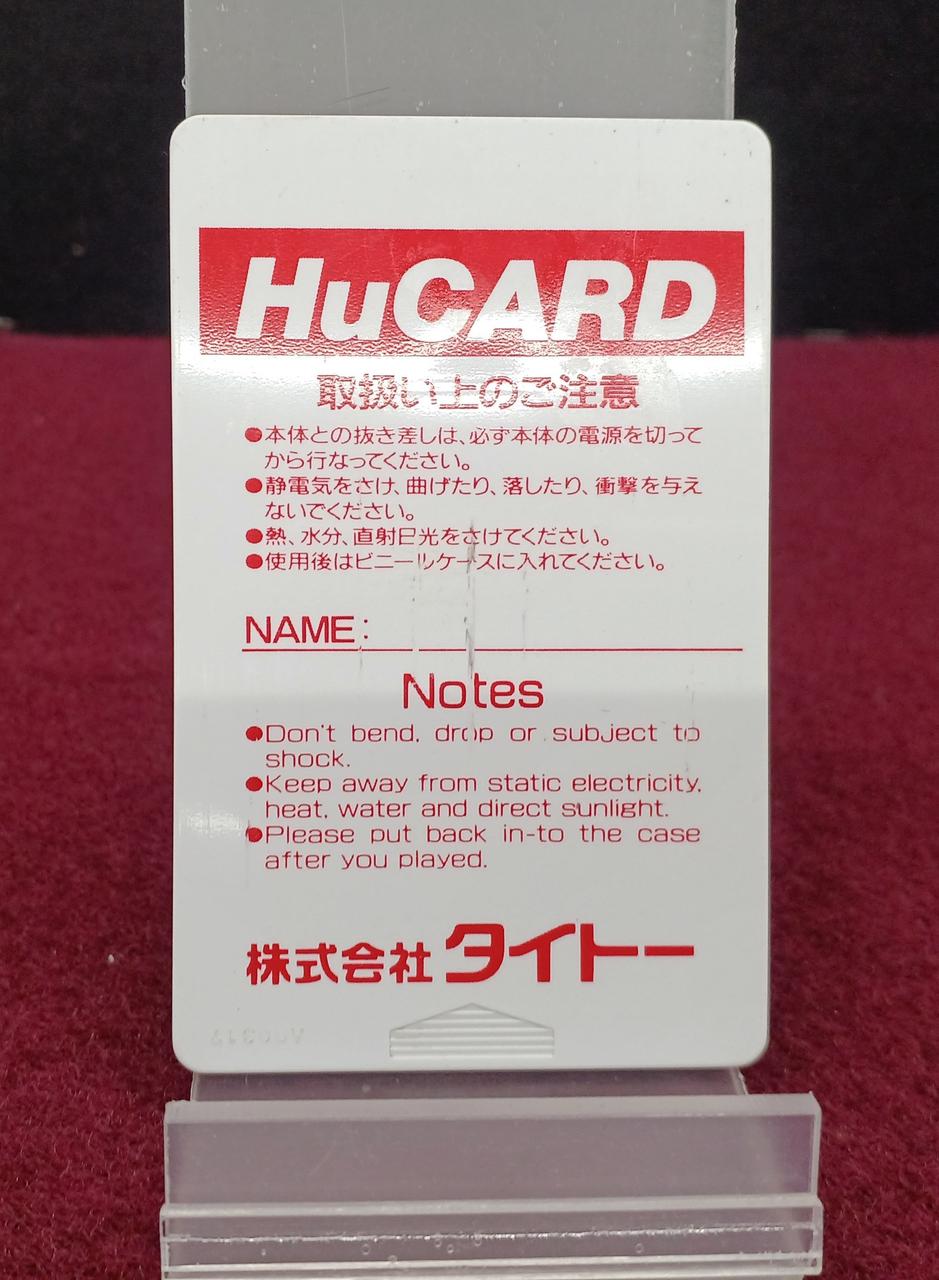 HuCARD
取扱い上のご注意
●本体との抜き差しは、必ず本体の電源を切って
から行なってください。
●静電気をさけ、曲げたり、落したり、衝撃を与え
ないでください。
●熱、水分、直射日光をさけてください。
●使用後はビニールケースに入れてください。
NAME:
Notes
●Don't bend, drop or subject to
shock.
●Keep away from static electricity,
heat, water and direct sunlight.
●Please put back in-to the case
after you played.
株式会社タイトー